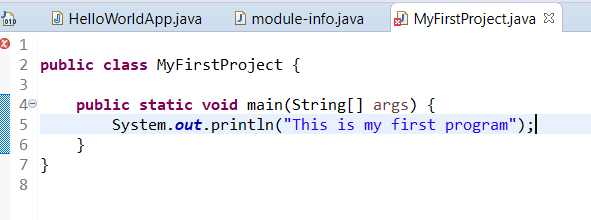 HelloWorldApp.java module-info.java MyFirstProject.java
1
2 public class MyFirstProject {
3
4 public static void main(String[] args) {
5 System.out.println("This is my first program");
6 }
7 }
8